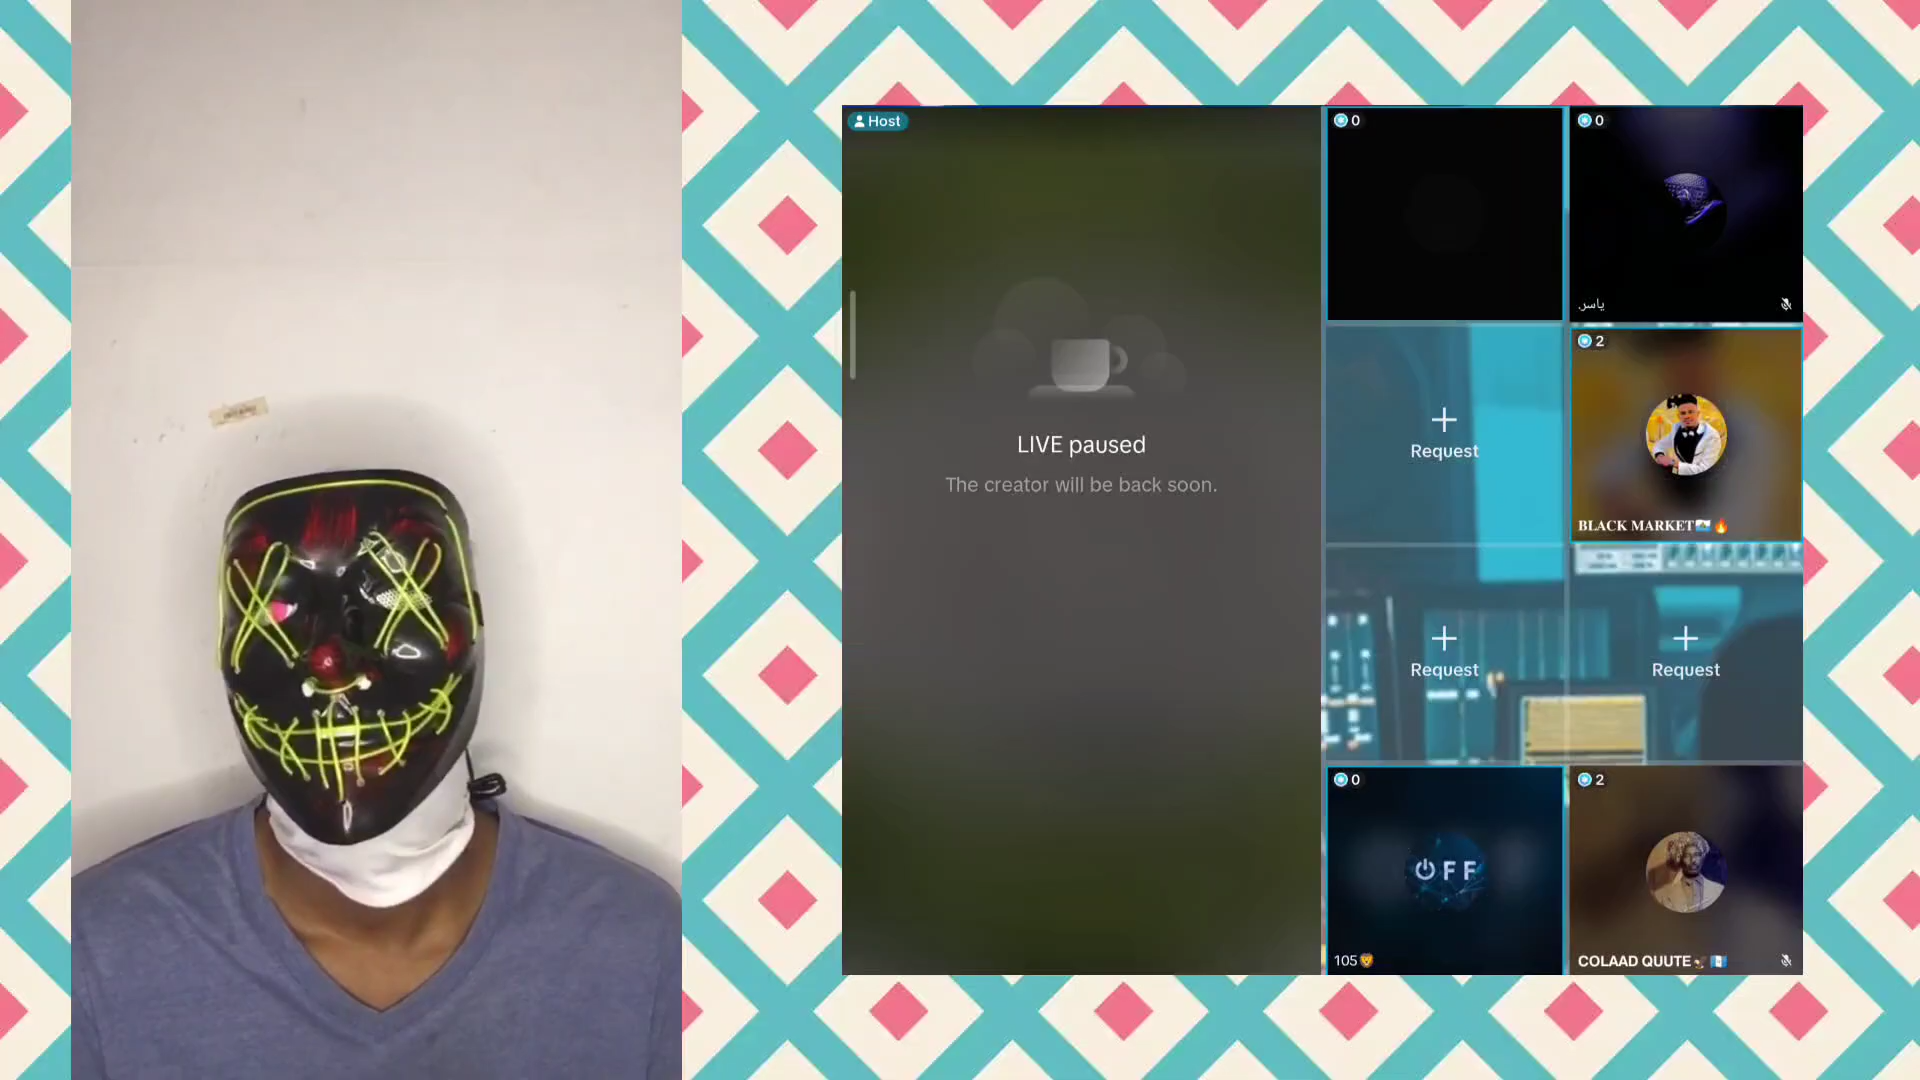 Host
0
0
ياسر.
LIVE paused
The creator will be back soon.
Request
2
BLACK MARKET🔥
Request
Request
0
OFF
105🦁
2
COLAAD QUUTE🦅